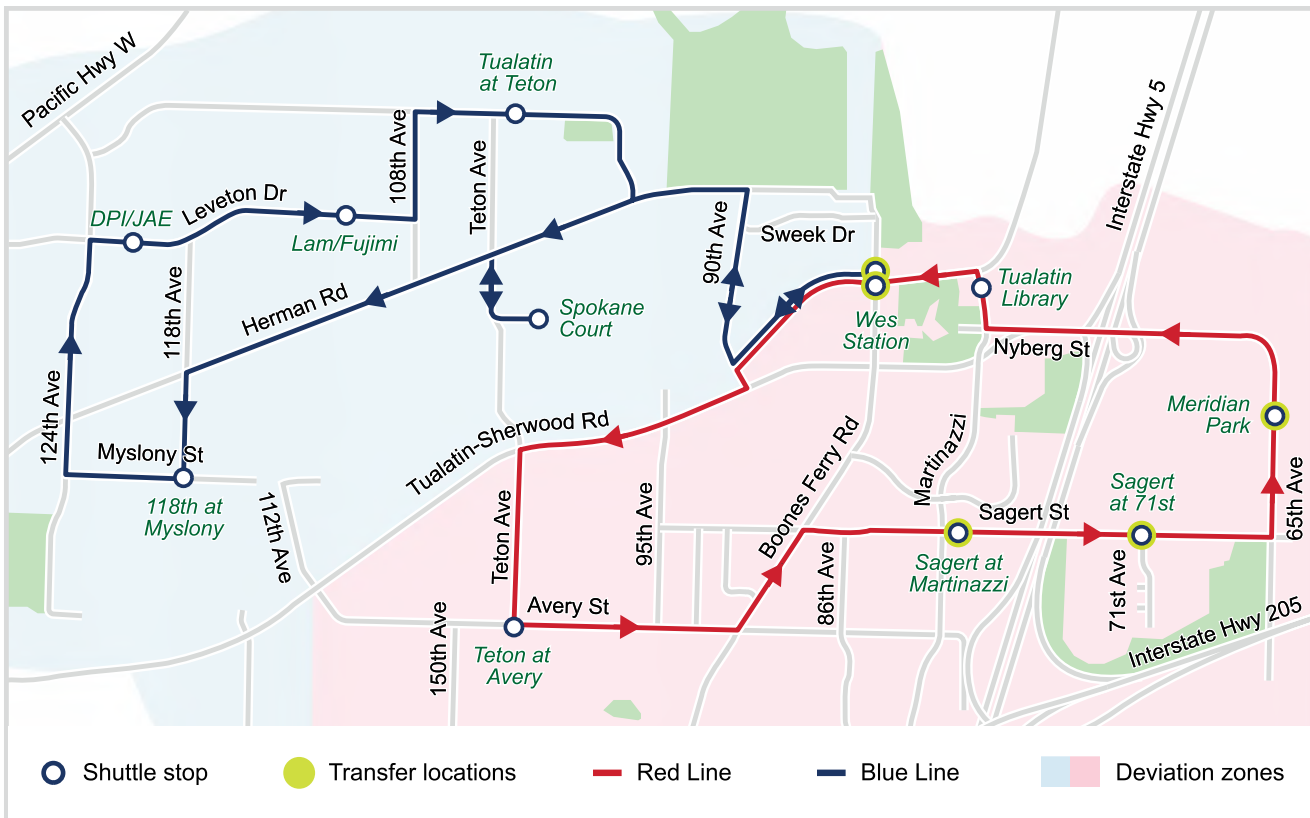 Pacific Hwy W
Tualatin
at Teton
108th Ave
Teton Ave
Interstate Hwy 5
DPI/JAE
Leveton Dr
Lam/Fujimi
90th Ave
Sweek Dr
118th Ave
Herman Rd
Spokane
Court
Wes
Station
Tualatin
Library
Nyberg St
124th Ave
Myslony St
118th at
Myslony
Tualatin-Sherwood Rd
Meridian
Park
Boones Ferry Rd
Martinazzi
112th Ave
Teton Ave
95th Ave
Sagert St
Sagert
at 71st
65th Ave
Sagert at
Martinazzi
86th Ave
71st Ave
Avery St
150th Ave
Teton at
Avery
Interstate Hwy 205
Shuttle stop
Transfer locations
Red Line
Blue Line
Deviation zones